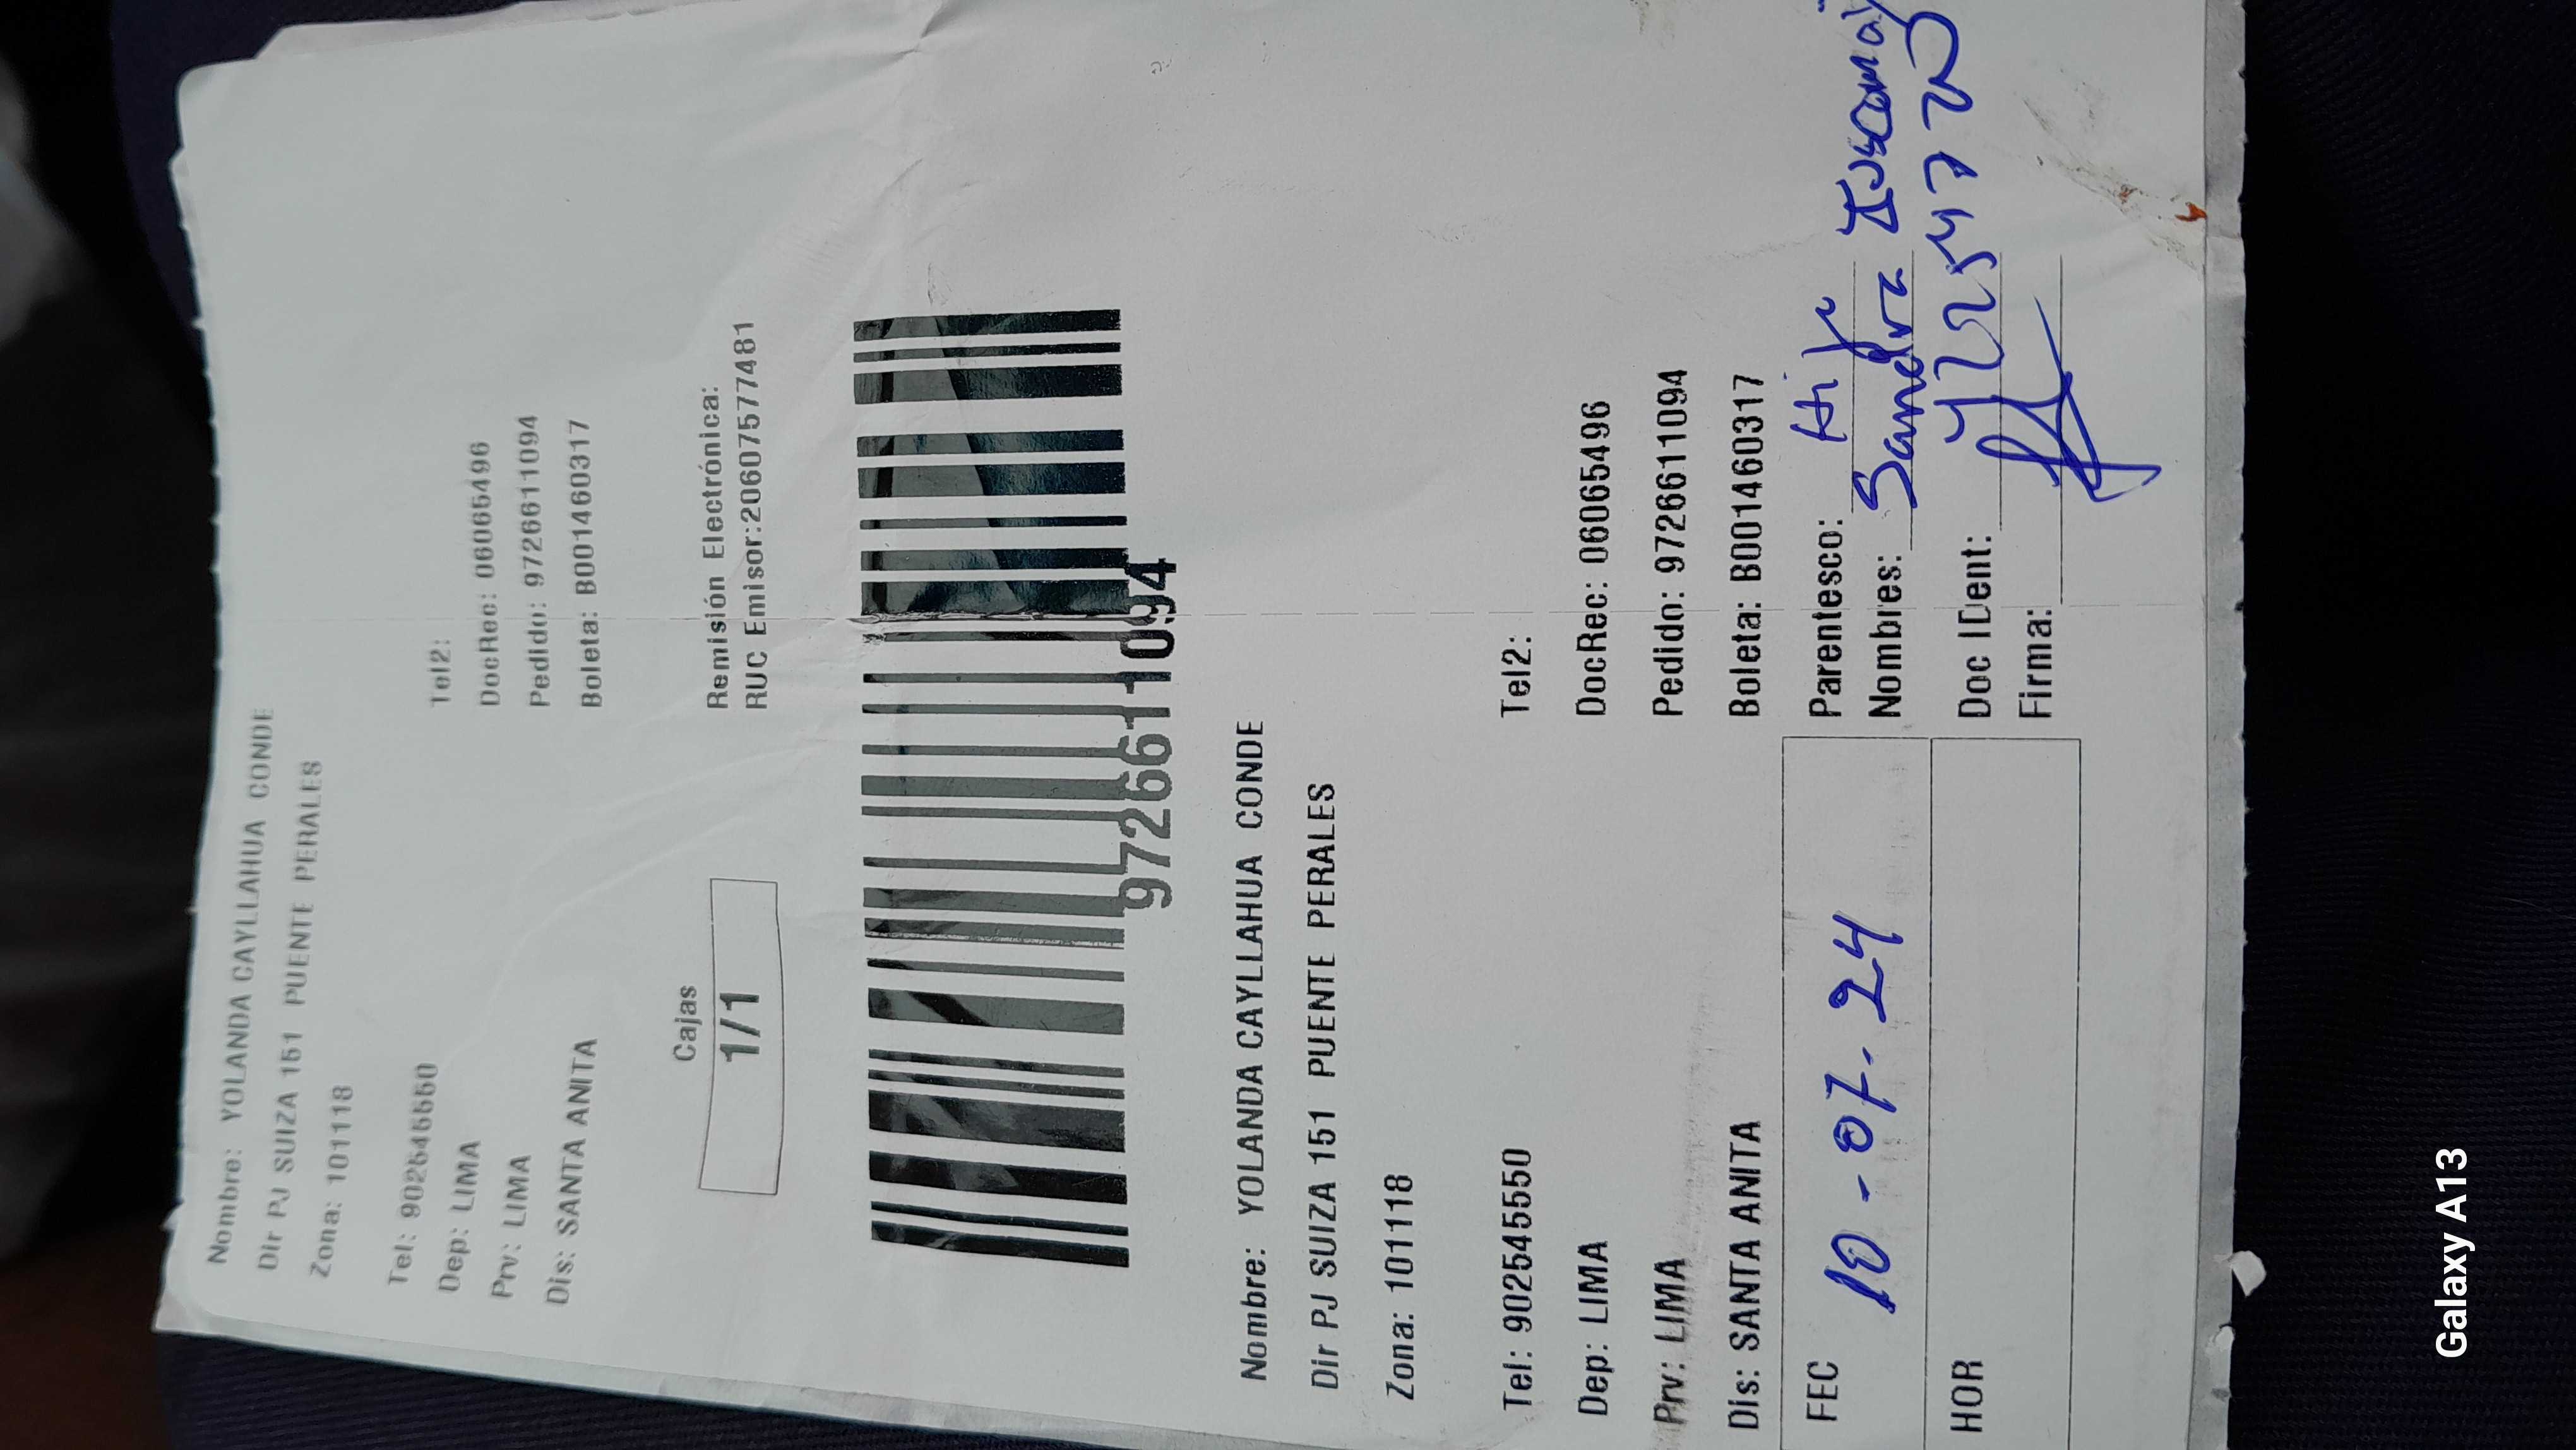 Nombre: YOLANDA CAYLLAHUA CONDE
Dir PJ SUIZA 151 PUENTE PERALES
Zona: 101118
Tel: 902545550
Tel2:
Dep: LIMA
DocRec: 06065496
Prv: LIMA
Pedido: 9726611094
Dis: SANTA ANITA
Boleta: B001460317
Cajas
1/1
Remisión Electrónica:
RUC Emisor:20607577481
9726611094
Nombre: YOLANDA CAYLLAHUA CONDE
Dir PJ SUIZA 151 PUENTE PERALES
Zona: 101118
Tel: 902545550
Tel2:
Dep: LIMA
DocRec: 06065496
Prv: LIMA
Pedido: 9726611094
Dis: SANTA ANITA
Boleta: B001460317
FEC 10-07-24
Parentesco: Hija
Nombres: Sandra
HOR
Doc IDent:
Firma:
Galaxy A13